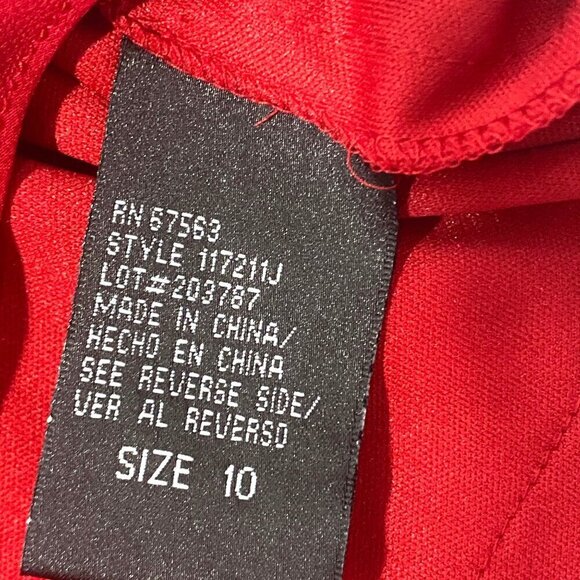 RN 67563
STYLE 117211J
LOT#203787
MADE IN CHINA/
HECHO EN CHINA
SEE REVERSE SIDE/
VER AL REVERSO
SIZE 10